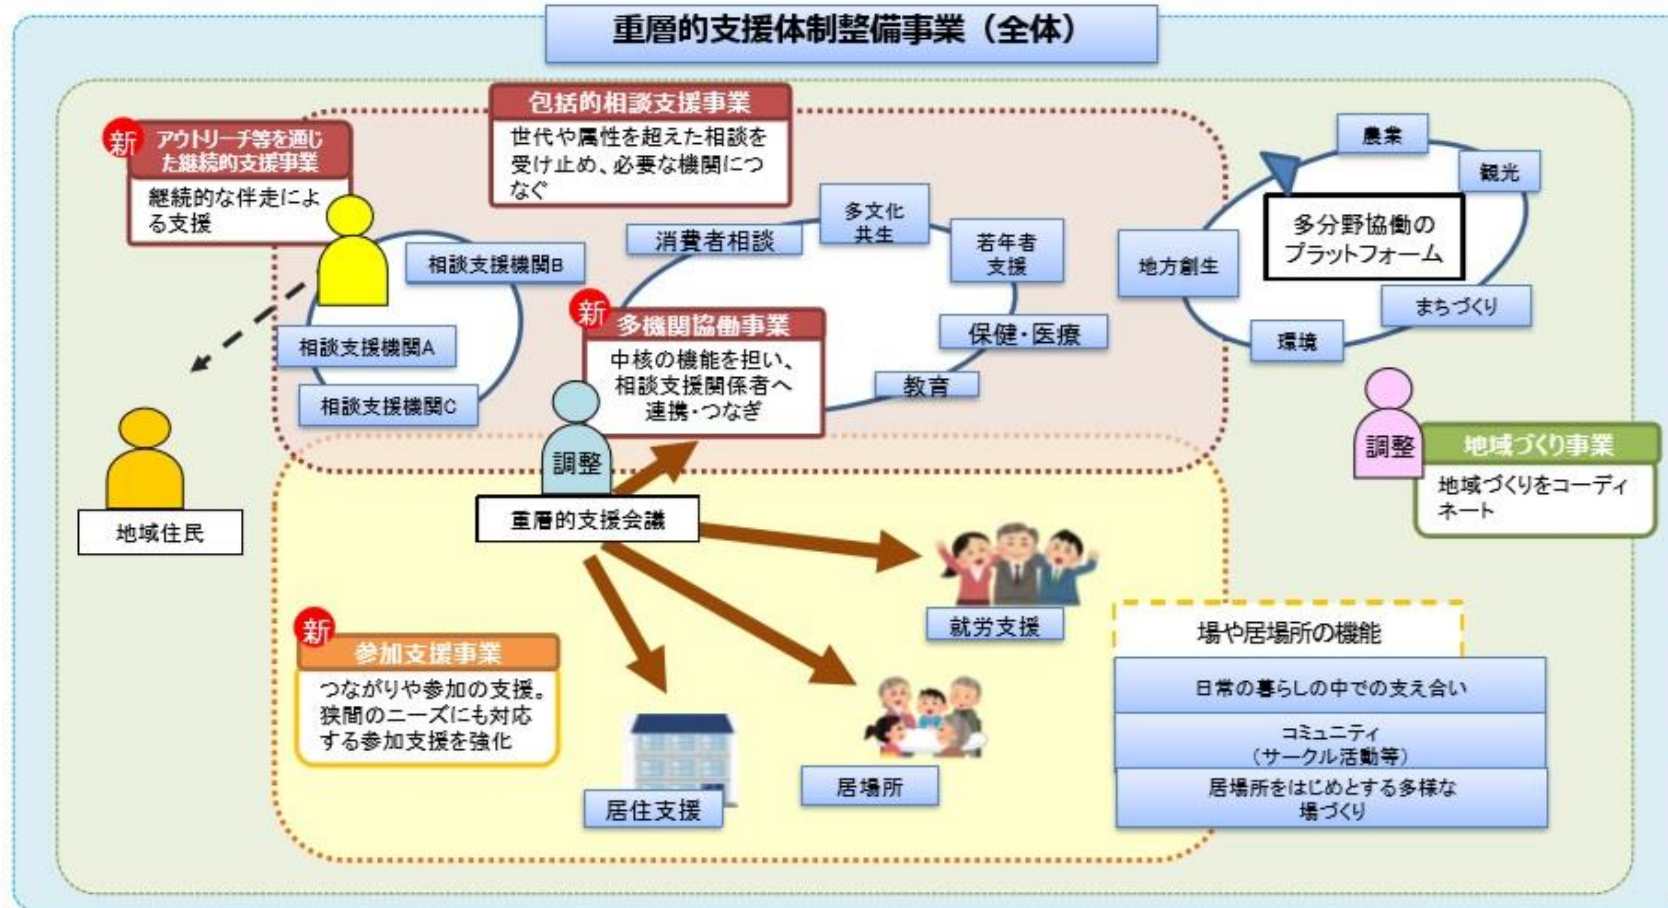 重層的支援体制整備事業（全体）
包括的相談支援事業
世代や属性を超えた相談を
受け止め、必要な機関につ
なぐ
新
アウトリーチ等を通じ
た継続的支援事業
継続的な伴走によ
る支援
相談支援機関B
相談支援機関A
相談支援機関C
消費者相談
多文化
共生
若年者
支援
保健・医療
教育
新
多機関協働事業
中核の機能を担い、
相談支援関係者へ
連携・つなぎ
農業
観光
多分野協働の
プラットフォーム
地方創生
まちづくり
環境
調整
地域づくり事業
地域づくりをコーディ
ネート
地域住民
調整
重層的支援会議
新
参加支援事業
つながりや参加の支援。
狭間のニーズにも対応
する参加支援を強化
就労支援
居場所
居住支援
場や居場所の機能
日常の暮らしの中での支え合い
コミュニティ
（サークル活動等）
居場所をはじめとする多様な
場づくり